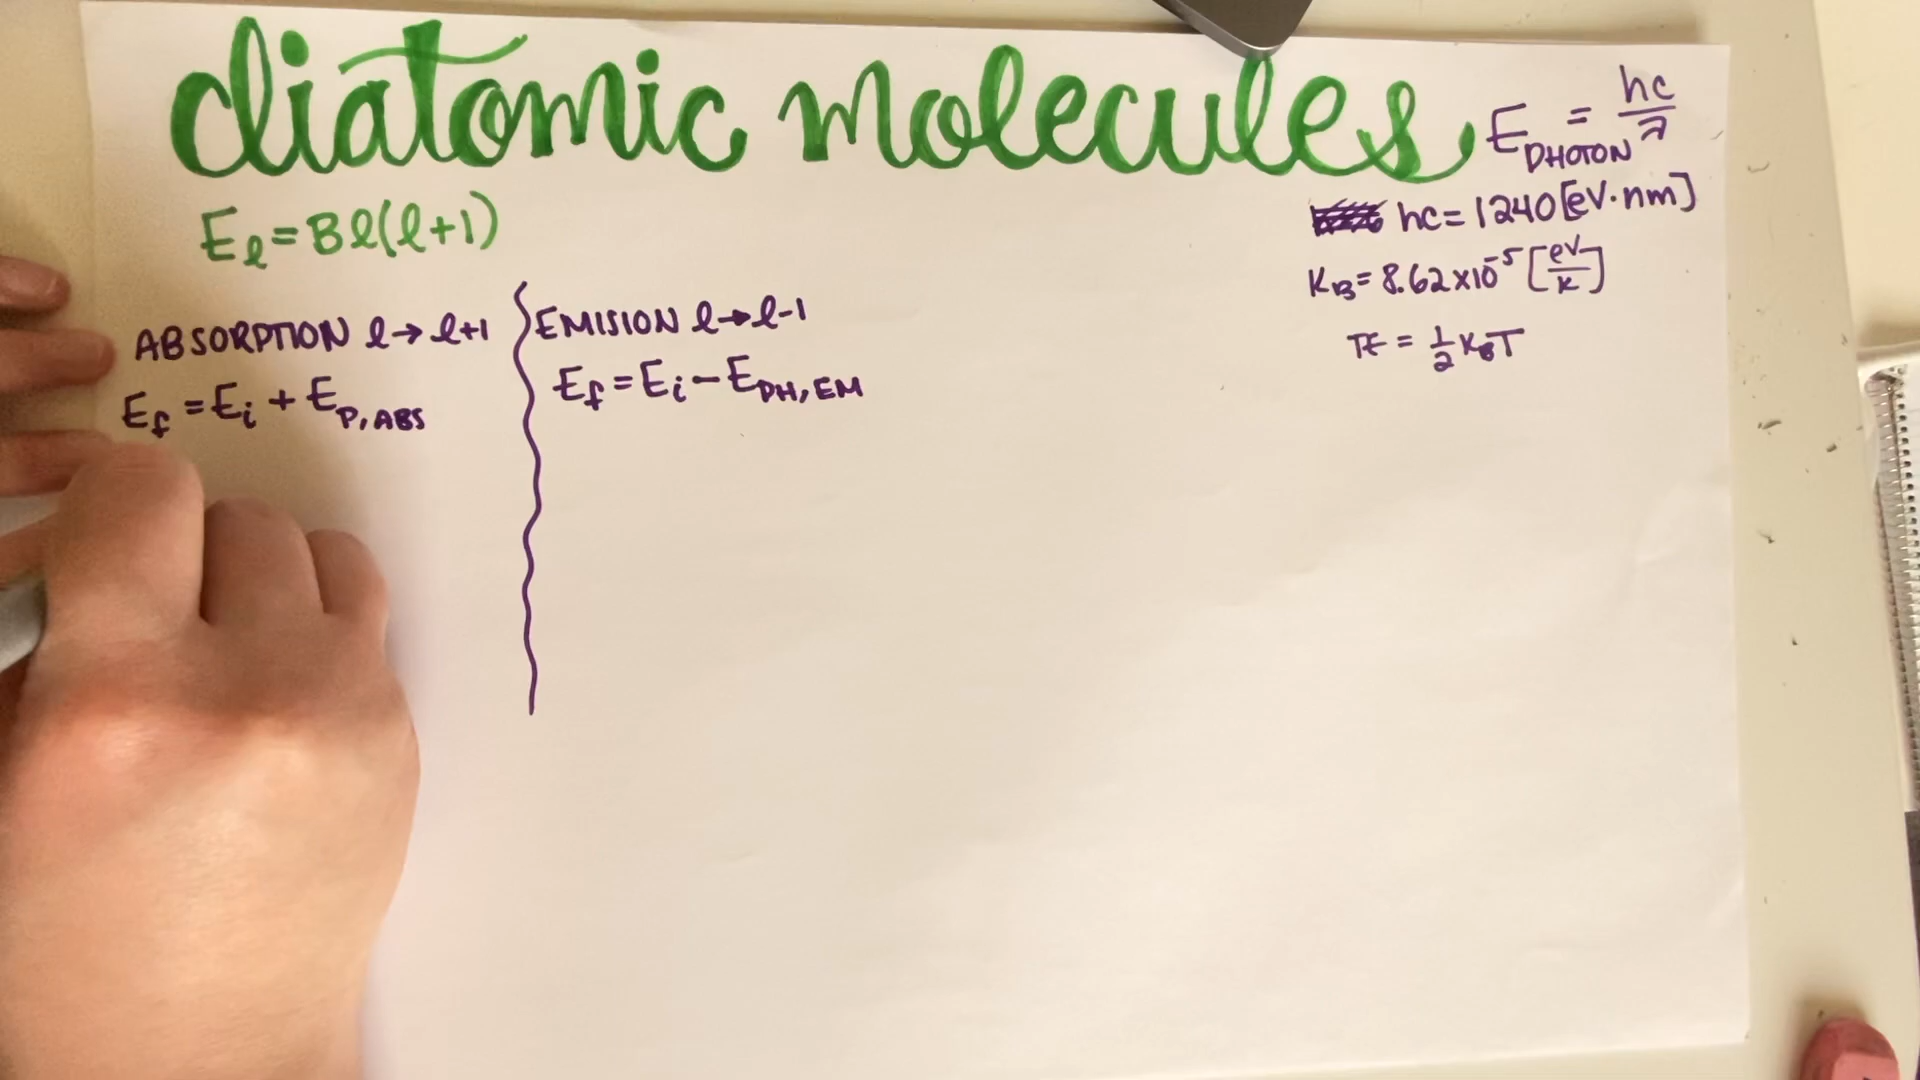 diatomic molecules
E_PHOTON = hc/λ
hc = 1240 [eV·nm]
K_B = 8.62x10^-5 [eV/K]
TE = 1/2 K_B T
E_ℓ = Bℓ(ℓ+1)
ABSORPTION ℓ→ℓ+1
E_f = E_i + E_P,ABS
EMISION ℓ→ℓ-1
E_f = E_i - E_PH,EM